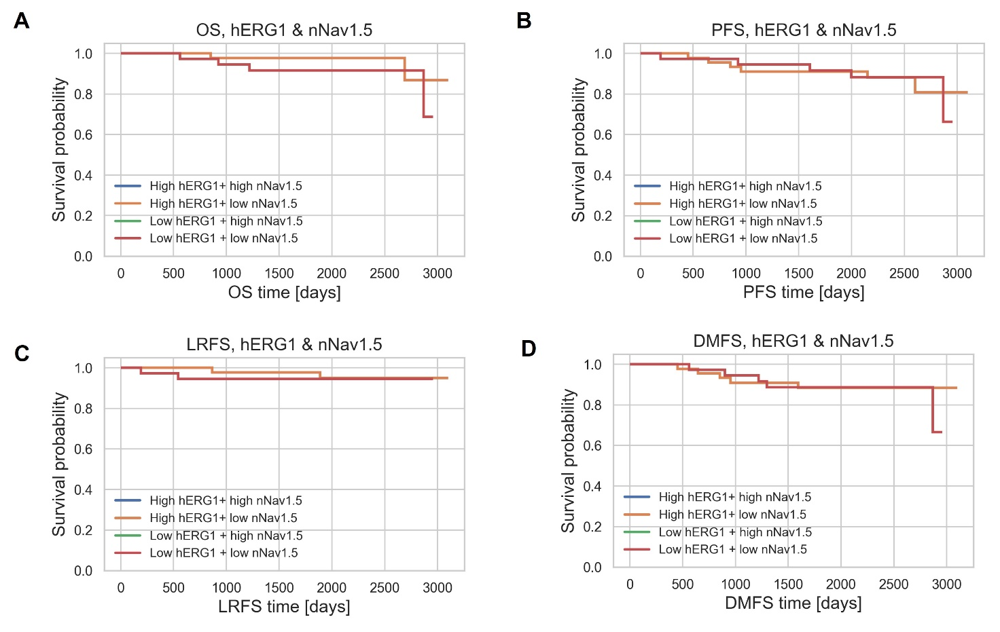 A
OS, hERG1 & nNav1.5
1.0
0.8
0.6
0.4
0.2
0.0
Survival probability
High hERG1+ high nNav1.5
High hERG1+ low nNav1.5
Low hERG1 + high nNav1.5
Low hERG1 + low nNav1.5
0 500 1000 1500 2000 2500 3000
OS time [days]
B
PFS, hERG1 & nNav1.5
1.0
0.8
0.6
0.4
0.2
0.0
Survival probability
High hERG1+ high nNav1.5
High hERG1+ low nNav1.5
Low hERG1 + high nNav1.5
Low hERG1 + low nNav1.5
0 500 1000 1500 2000 2500 3000
PFS time [days]
C
LRFS, hERG1 & nNav1.5
1.0
0.8
0.6
0.4
0.2
0.0
Survival probability
High hERG1+ high nNav1.5
High hERG1+ low nNav1.5
Low hERG1 + high nNav1.5
Low hERG1 + low nNav1.5
0 500 1000 1500 2000 2500 3000
LRFS time [days]
D
DMFS, hERG1 & nNav1.5
1.0
0.8
0.6
0.4
0.2
0.0
Survival probability
High hERG1+ high nNav1.5
High hERG1+ low nNav1.5
Low hERG1 + high nNav1.5
Low hERG1 + low nNav1.5
0 500 1000 1500 2000 2500 3000
DMFS time [days]